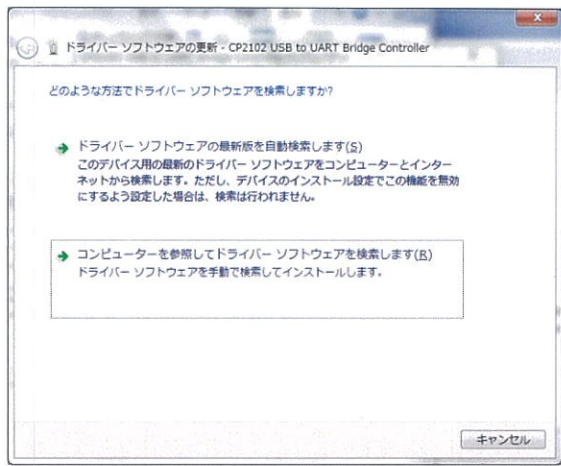 ドライバー ソフトウェアの更新 - CP2102 USB to UART Bridge Controller
どのような方法でドライバー ソフトウェアを検索しますか?
ドライバー ソフトウェアの最新版を自動検索します(S)
このデバイス用の最新のドライバー ソフトウェアをコンピューターとインター
ネットから検索します。ただし、デバイスのインストール設定でこの機能を無効
にするよう設定した場合は、検索は行われません。
コンピューターを参照してドライバー ソフトウェアを検索します(R)
ドライバー ソフトウェアを手動で検索してインストールします。
キャンセル